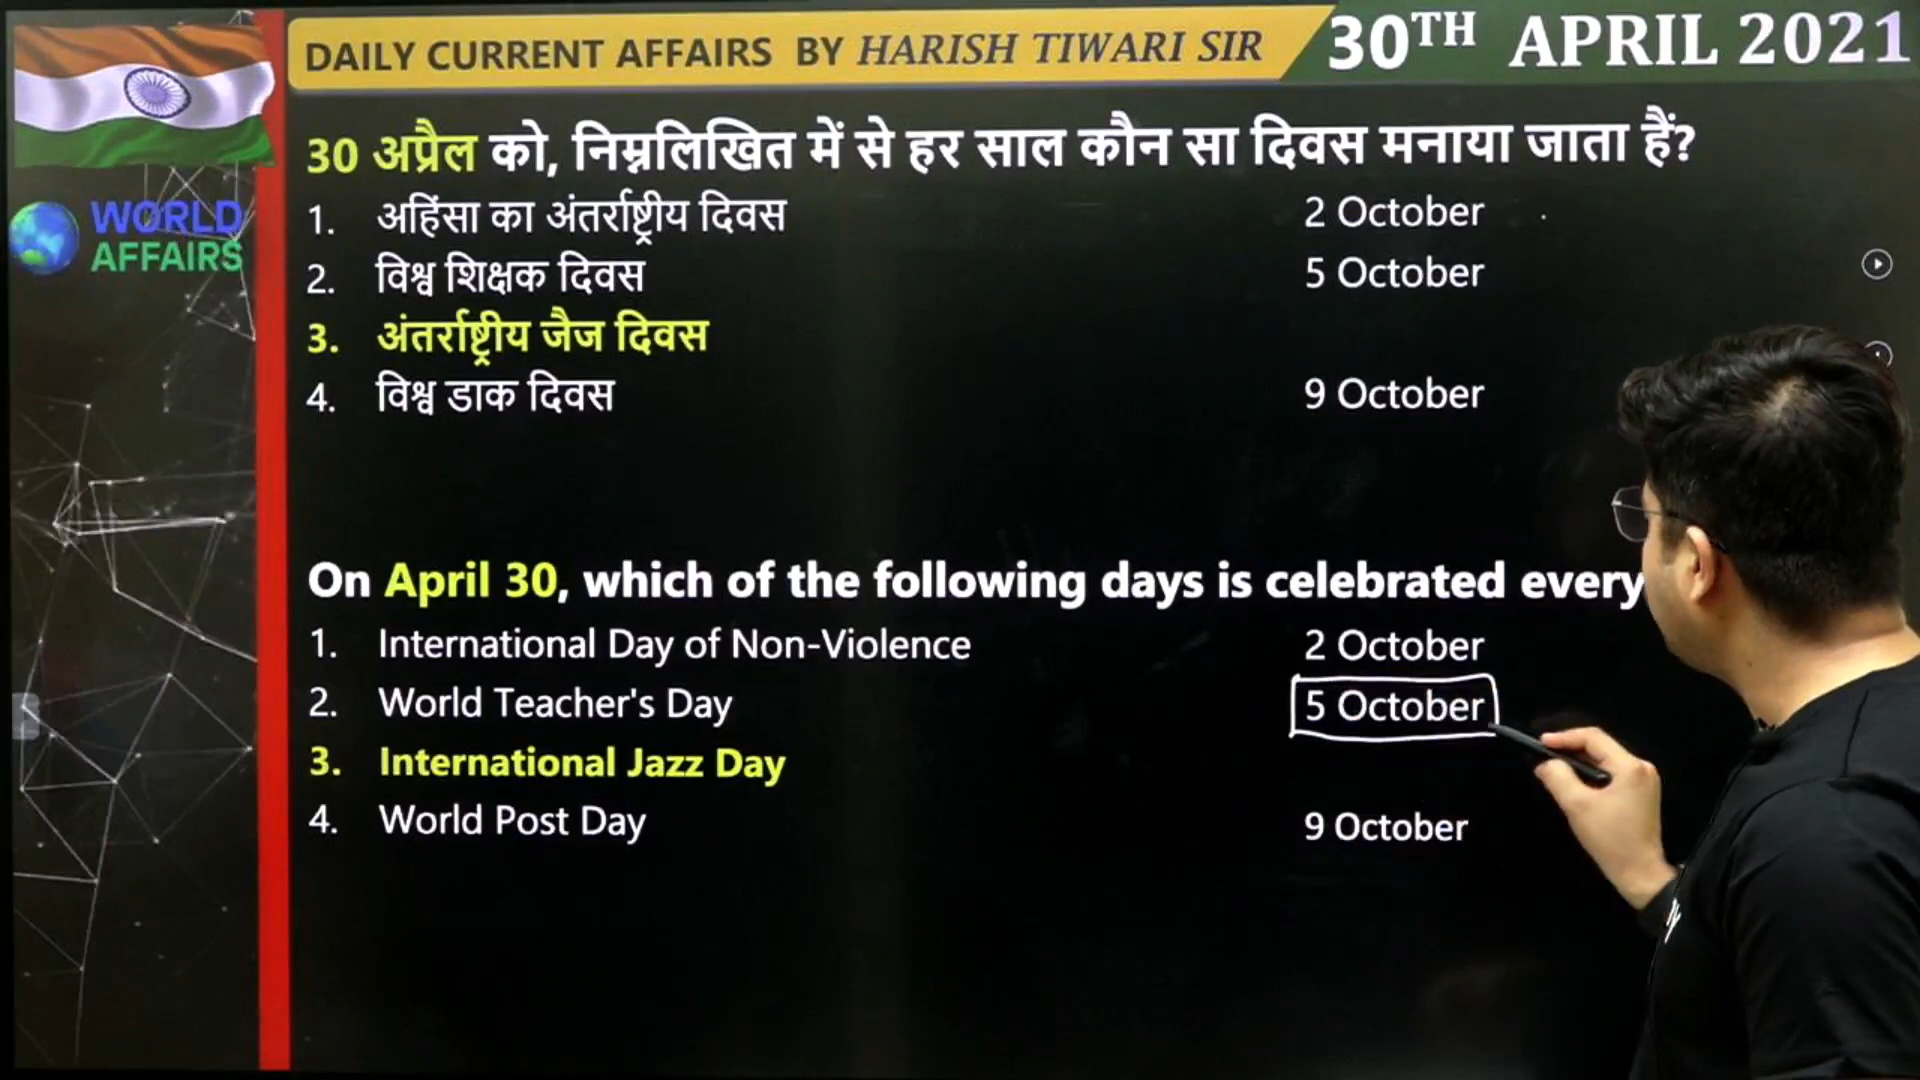 DAILY CURRENT AFFAIRS BY HARISH TIWARI SIR
30TH APRIL 2021
WORLD
AFFAIRS
30 अप्रैल को, निम्नलिखित में से हर साल कौन सा दिवस मनाया जाता हैं?
1. अहिंसा का अंतर्राष्ट्रीय दिवस 2 October
2. विश्व शिक्षक दिवस 5 October
3. अंतर्राष्ट्रीय जैज दिवस
4. विश्व डाक दिवस 9 October
On April 30, which of the following days is celebrated every
1. International Day of Non-Violence 2 October
2. World Teacher's Day 5 October
3. International Jazz Day
4. World Post Day 9 October